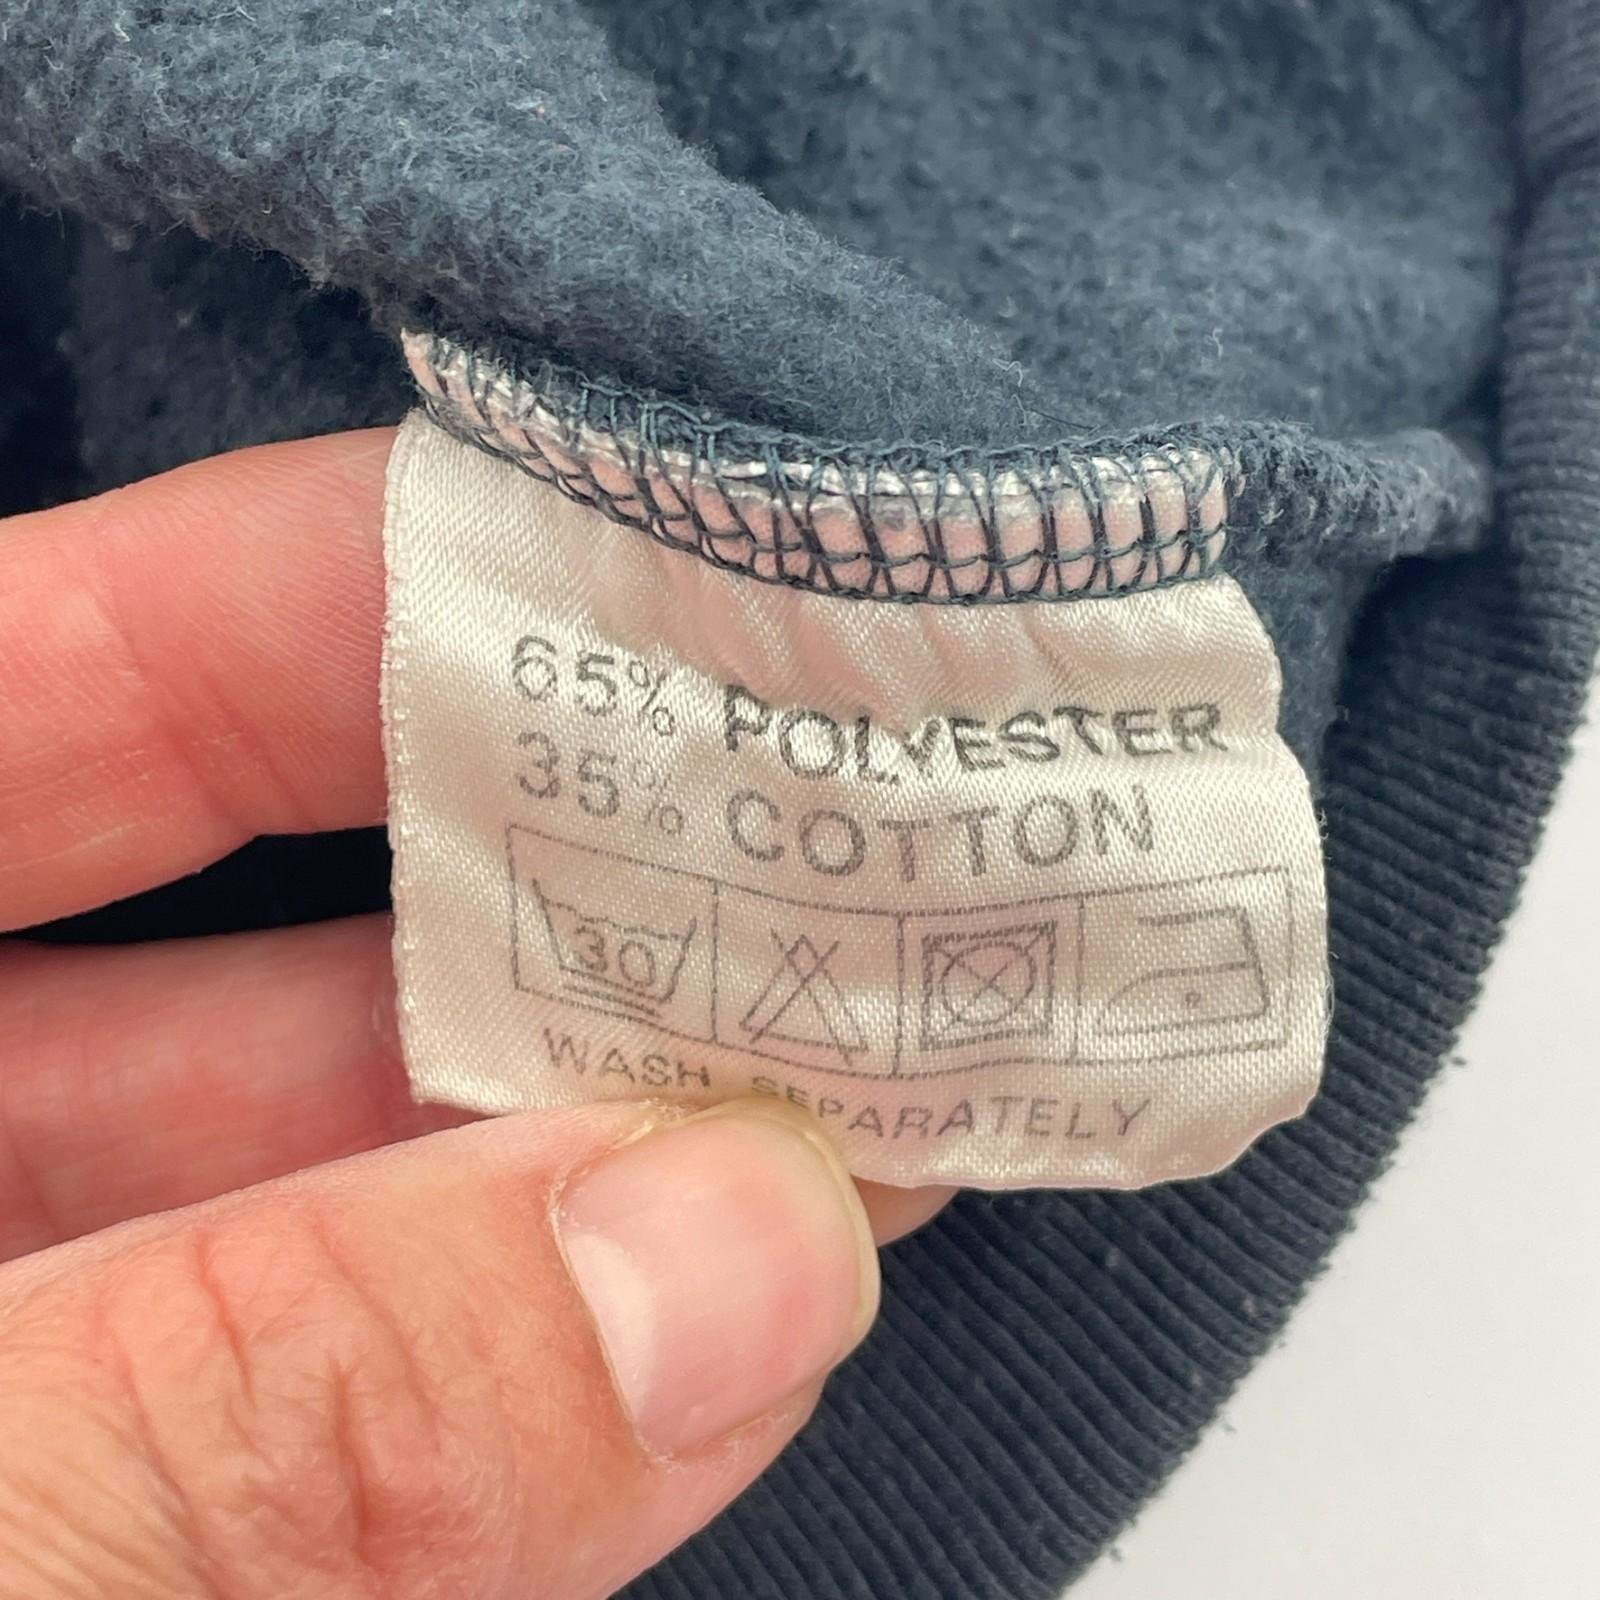 65% POLYESTER
35% COTTON
30
WASH SEPARATELY